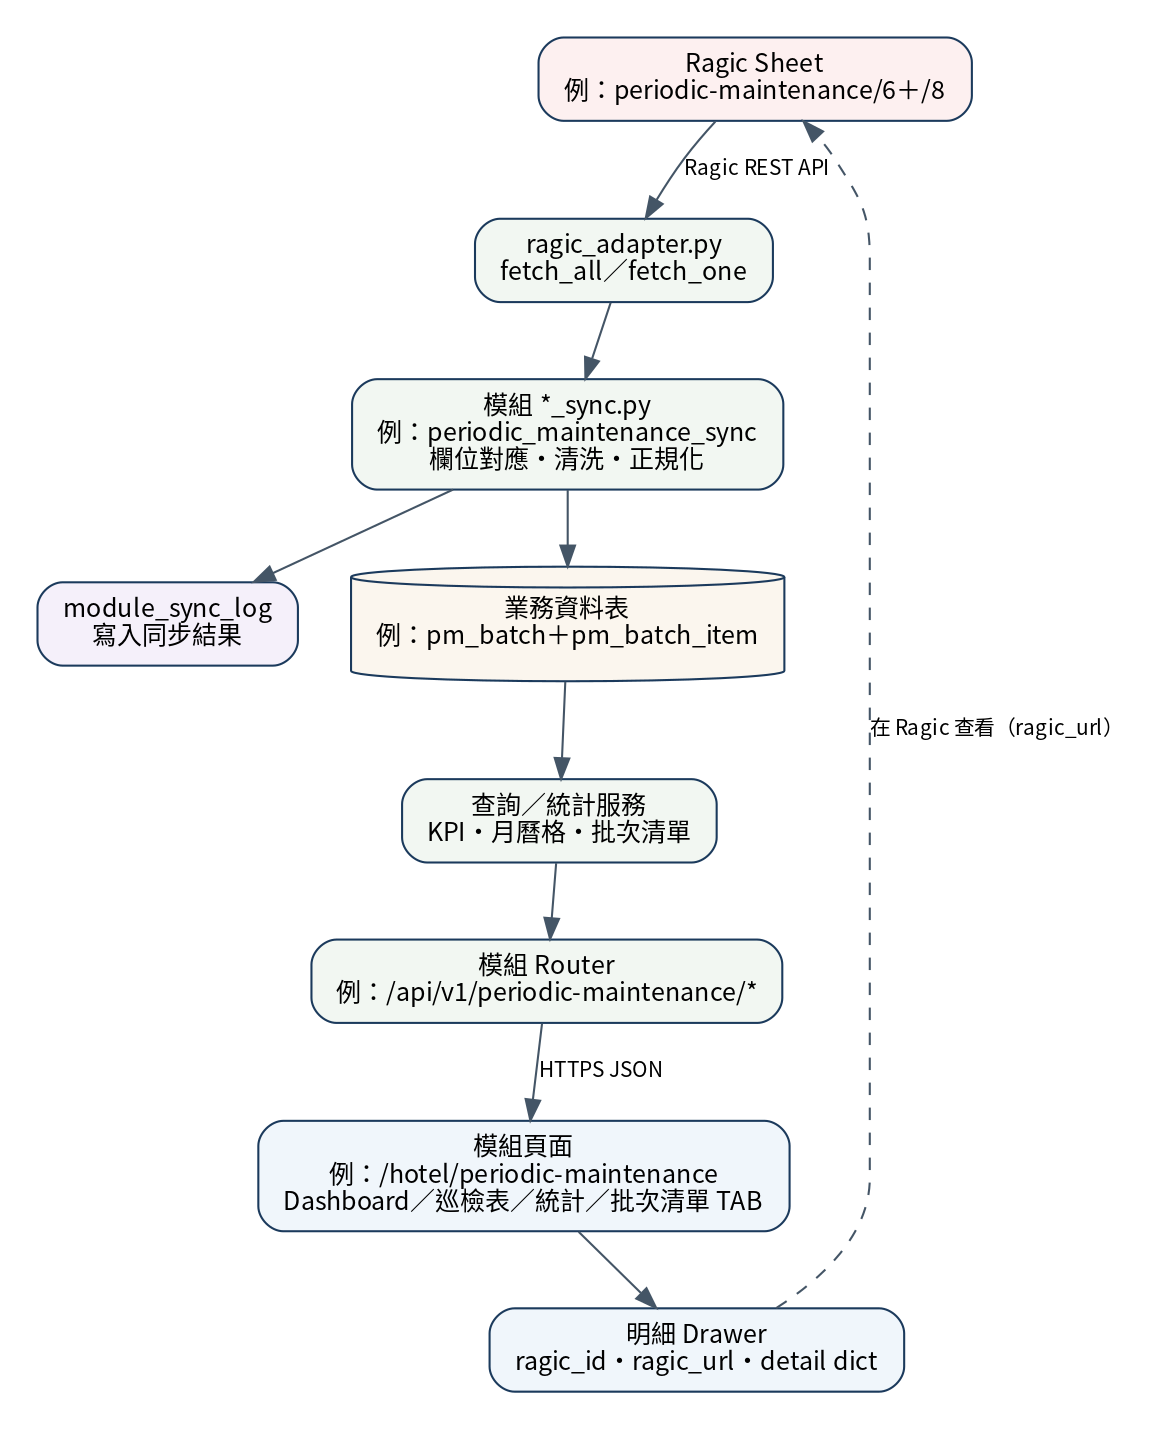 Ragic Sheet
例：periodic-maintenance/6＋/8
Ragic REST API
ragic_adapter.py
fetch_all／fetch_one
模組 *_sync.py
例：periodic_maintenance_sync
欄位對應・清洗・正規化
module_sync_log
寫入同步結果
業務資料表
例：pm_batch＋pm_batch_item
在 Ragic 查看（ragic_url）
查詢／統計服務
KPI・月曆格・批次清單
模組 Router
例：/api/v1/periodic-maintenance/*
HTTPS JSON
模組頁面
例：/hotel/periodic-maintenance
Dashboard／巡檢表／統計／批次清單 TAB
明細 Drawer
ragic_id・ragic_url・detail dict